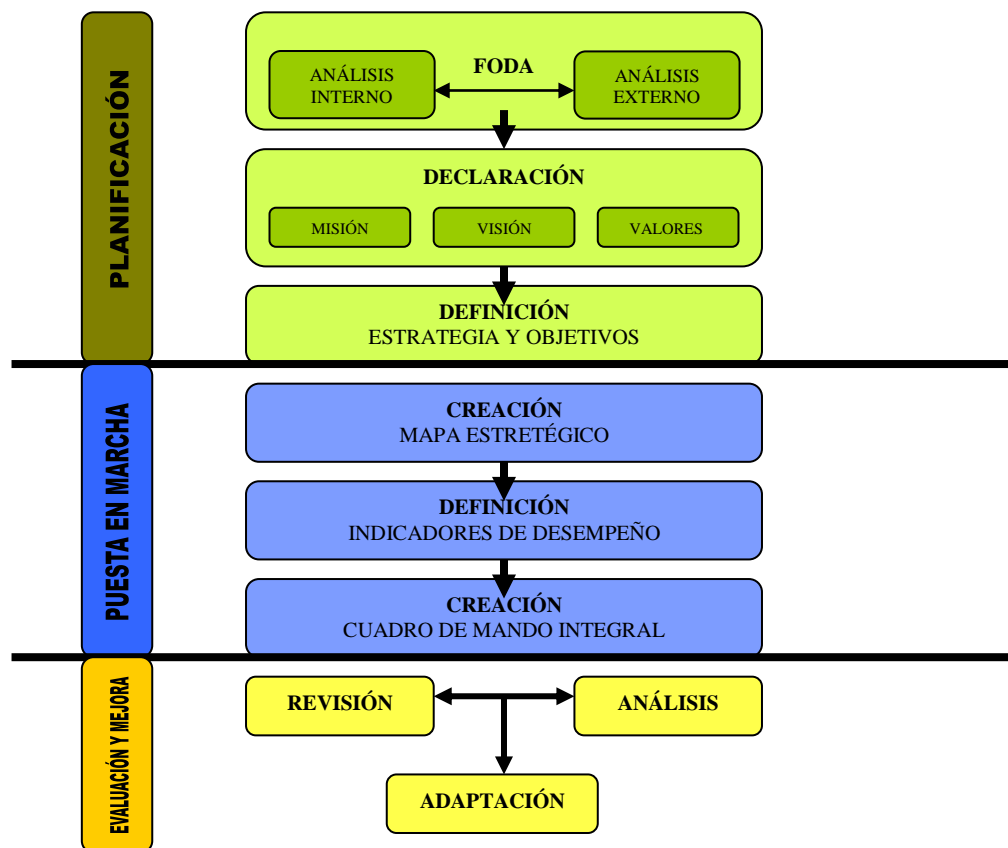 PLANIFICACIÓN
FODA
ANÁLISIS
INTERNO
ANÁLISIS
EXTERNO
DECLARACIÓN
MISIÓN
VISIÓN
VALORES
DEFINICIÓN
ESTRATEGIA Y OBJETIVOS
PUESTA EN MARCHA
CREACIÓN
MAPA ESTRETÉGICO
DEFINICIÓN
INDICADORES DE DESEMPEÑO
CREACIÓN
CUADRO DE MANDO INTEGRAL
EVALUACIÓN Y MEJORA
REVISIÓN
ANÁLISIS
ADAPTACIÓN